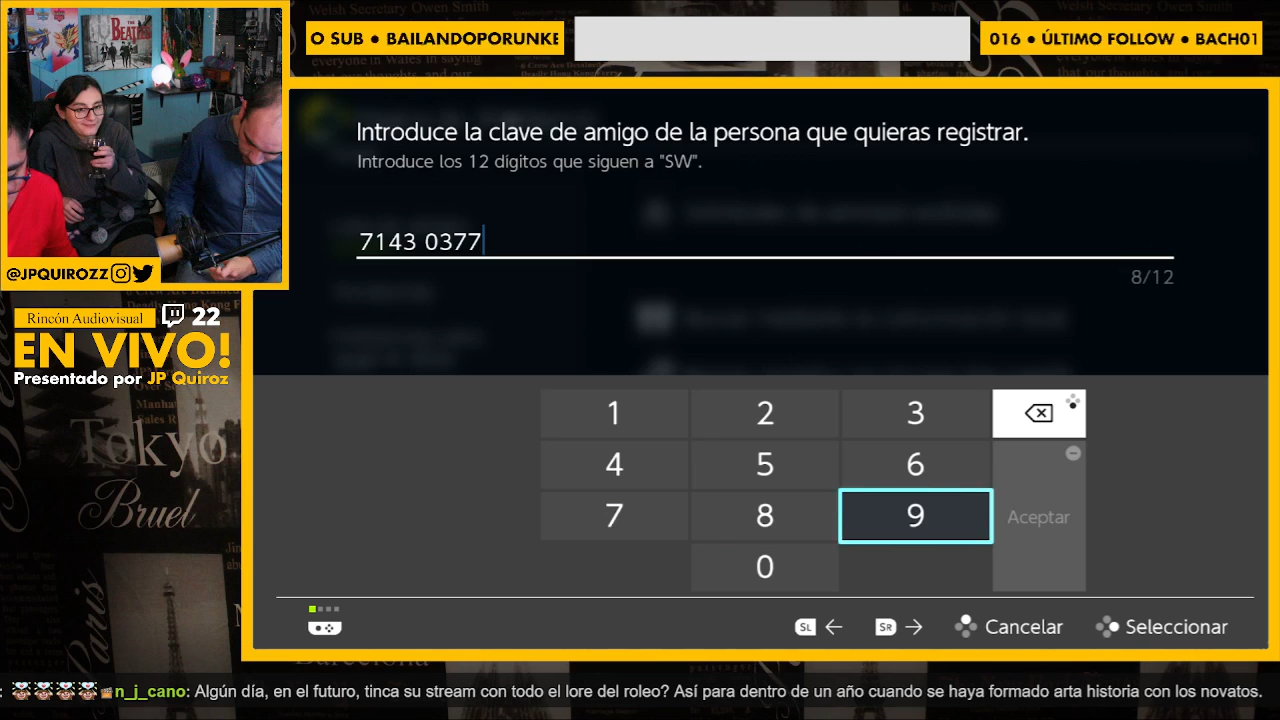 THE BEATLES
O SUB • BAILANDOPORUNKE
016 • ÚLTIMO FOLLOW • BACH01
Introduce la clave de amigo de la persona que quieras registrar.
Introduce los 12 dígitos que siguen a "SW".
7143 0377
8/12
@JPQUIROZZ
Rincón Audiovisual 22
EN VIVO!
Presentado por JP Quiroz
1 2 3
4 5 6
7 8 9 Aceptar
0
SL ← SR → Cancelar Seleccionar
Tokyo
Bruel
Paris
: n_j_cano: Algún día, en el futuro, tinca su stream con todo el lore del roleo? Así para dentro de un año cuando se haya formado arta historia con los novatos.